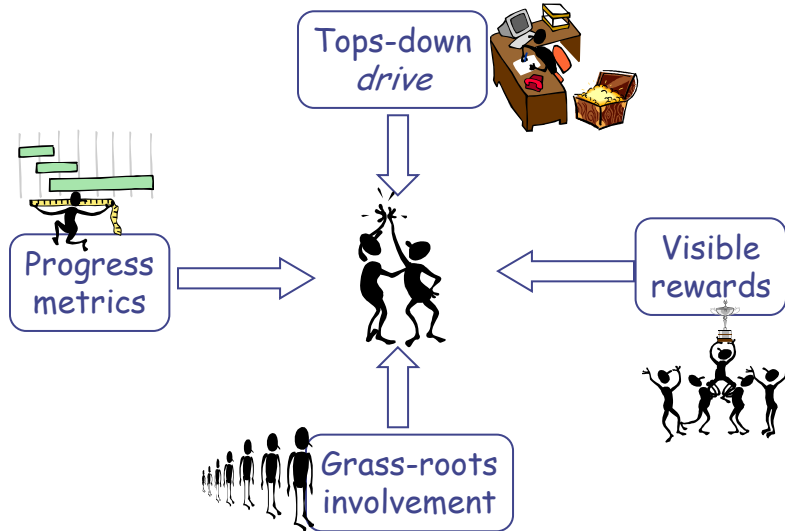 Tops-down
drive
Progress
metrics
Visible
rewards
Grass-roots
involvement